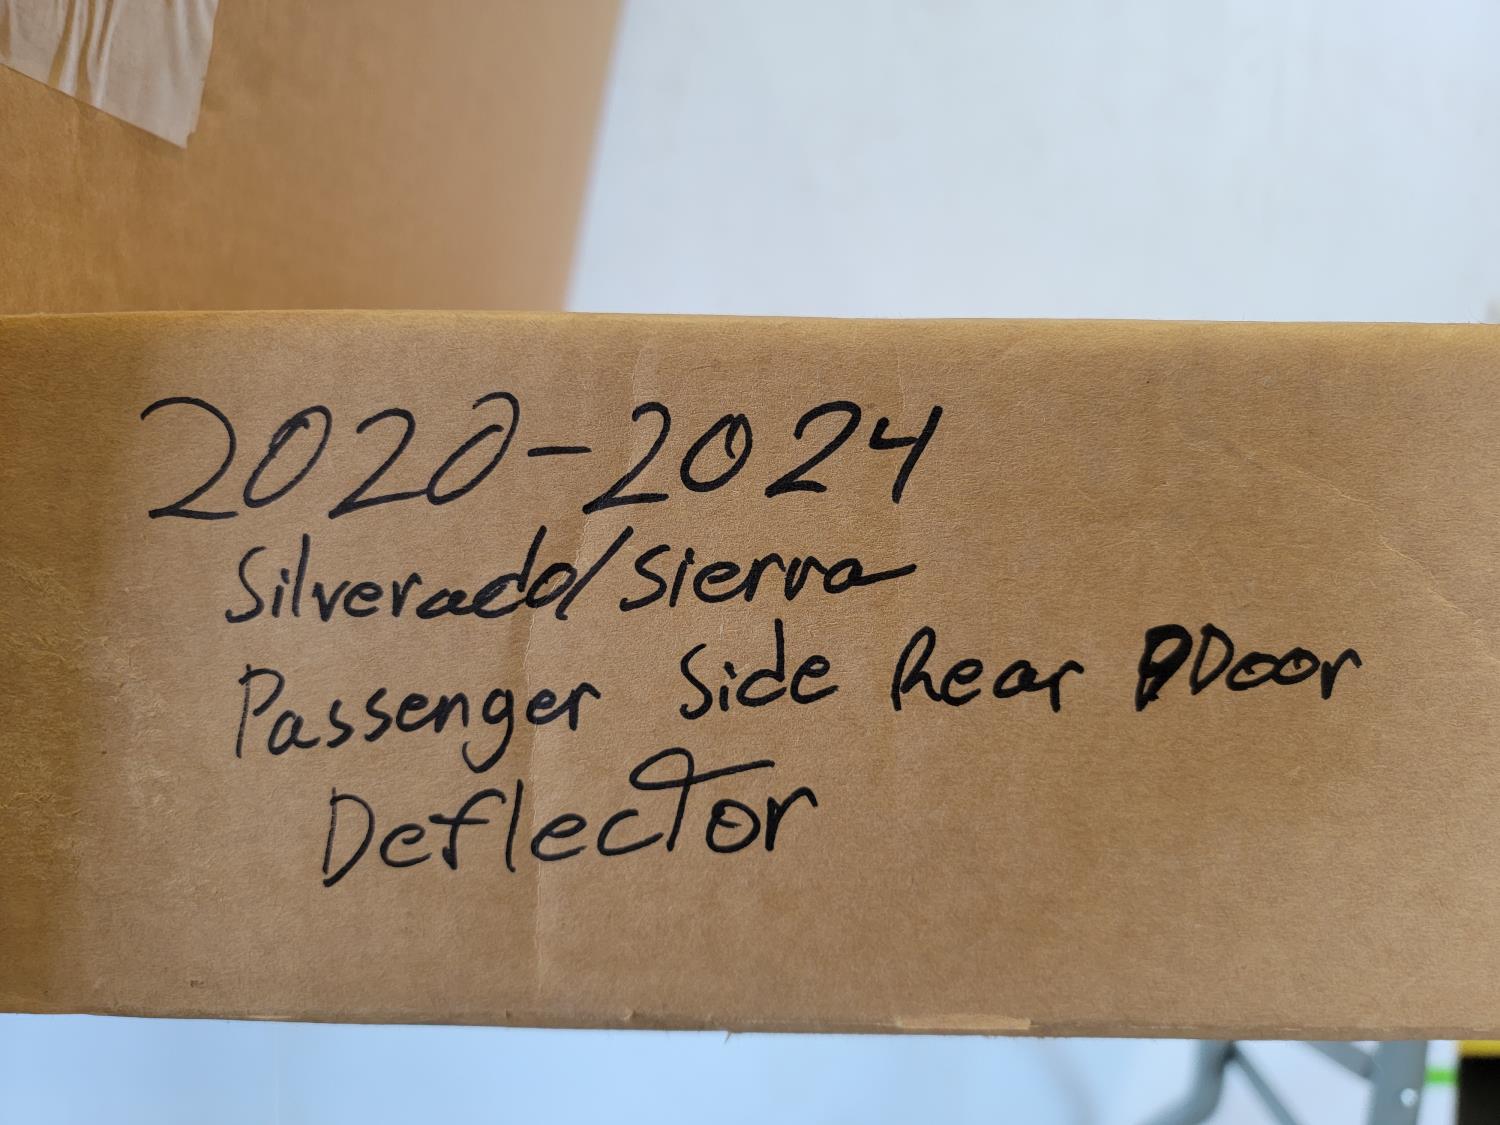 2020-2024
Silverado/Sierra
Passenger Side Rear Door
Deflector